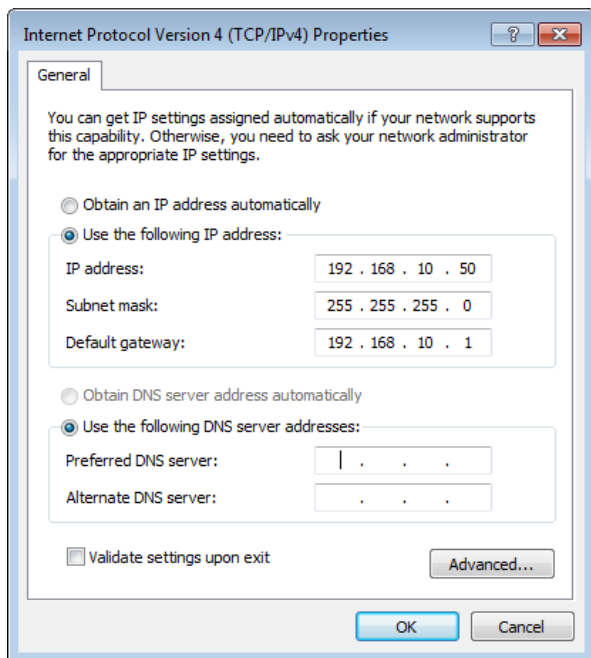 Internet Protocol Version 4 (TCP/IPv4) Properties
General
You can get IP settings assigned automatically if your network supports
this capability. Otherwise, you need to ask your network administrator
for the appropriate IP settings.
Obtain an IP address automatically
Use the following IP address:
IP address: 192 . 168 . 10 . 50
Subnet mask: 255 . 255 . 255 . 0
Default gateway: 192 . 168 . 10 . 1
Obtain DNS server address automatically
Use the following DNS server addresses:
Preferred DNS server: . . .
Alternate DNS server: . . .
Validate settings upon exit
Advanced...
OK Cancel